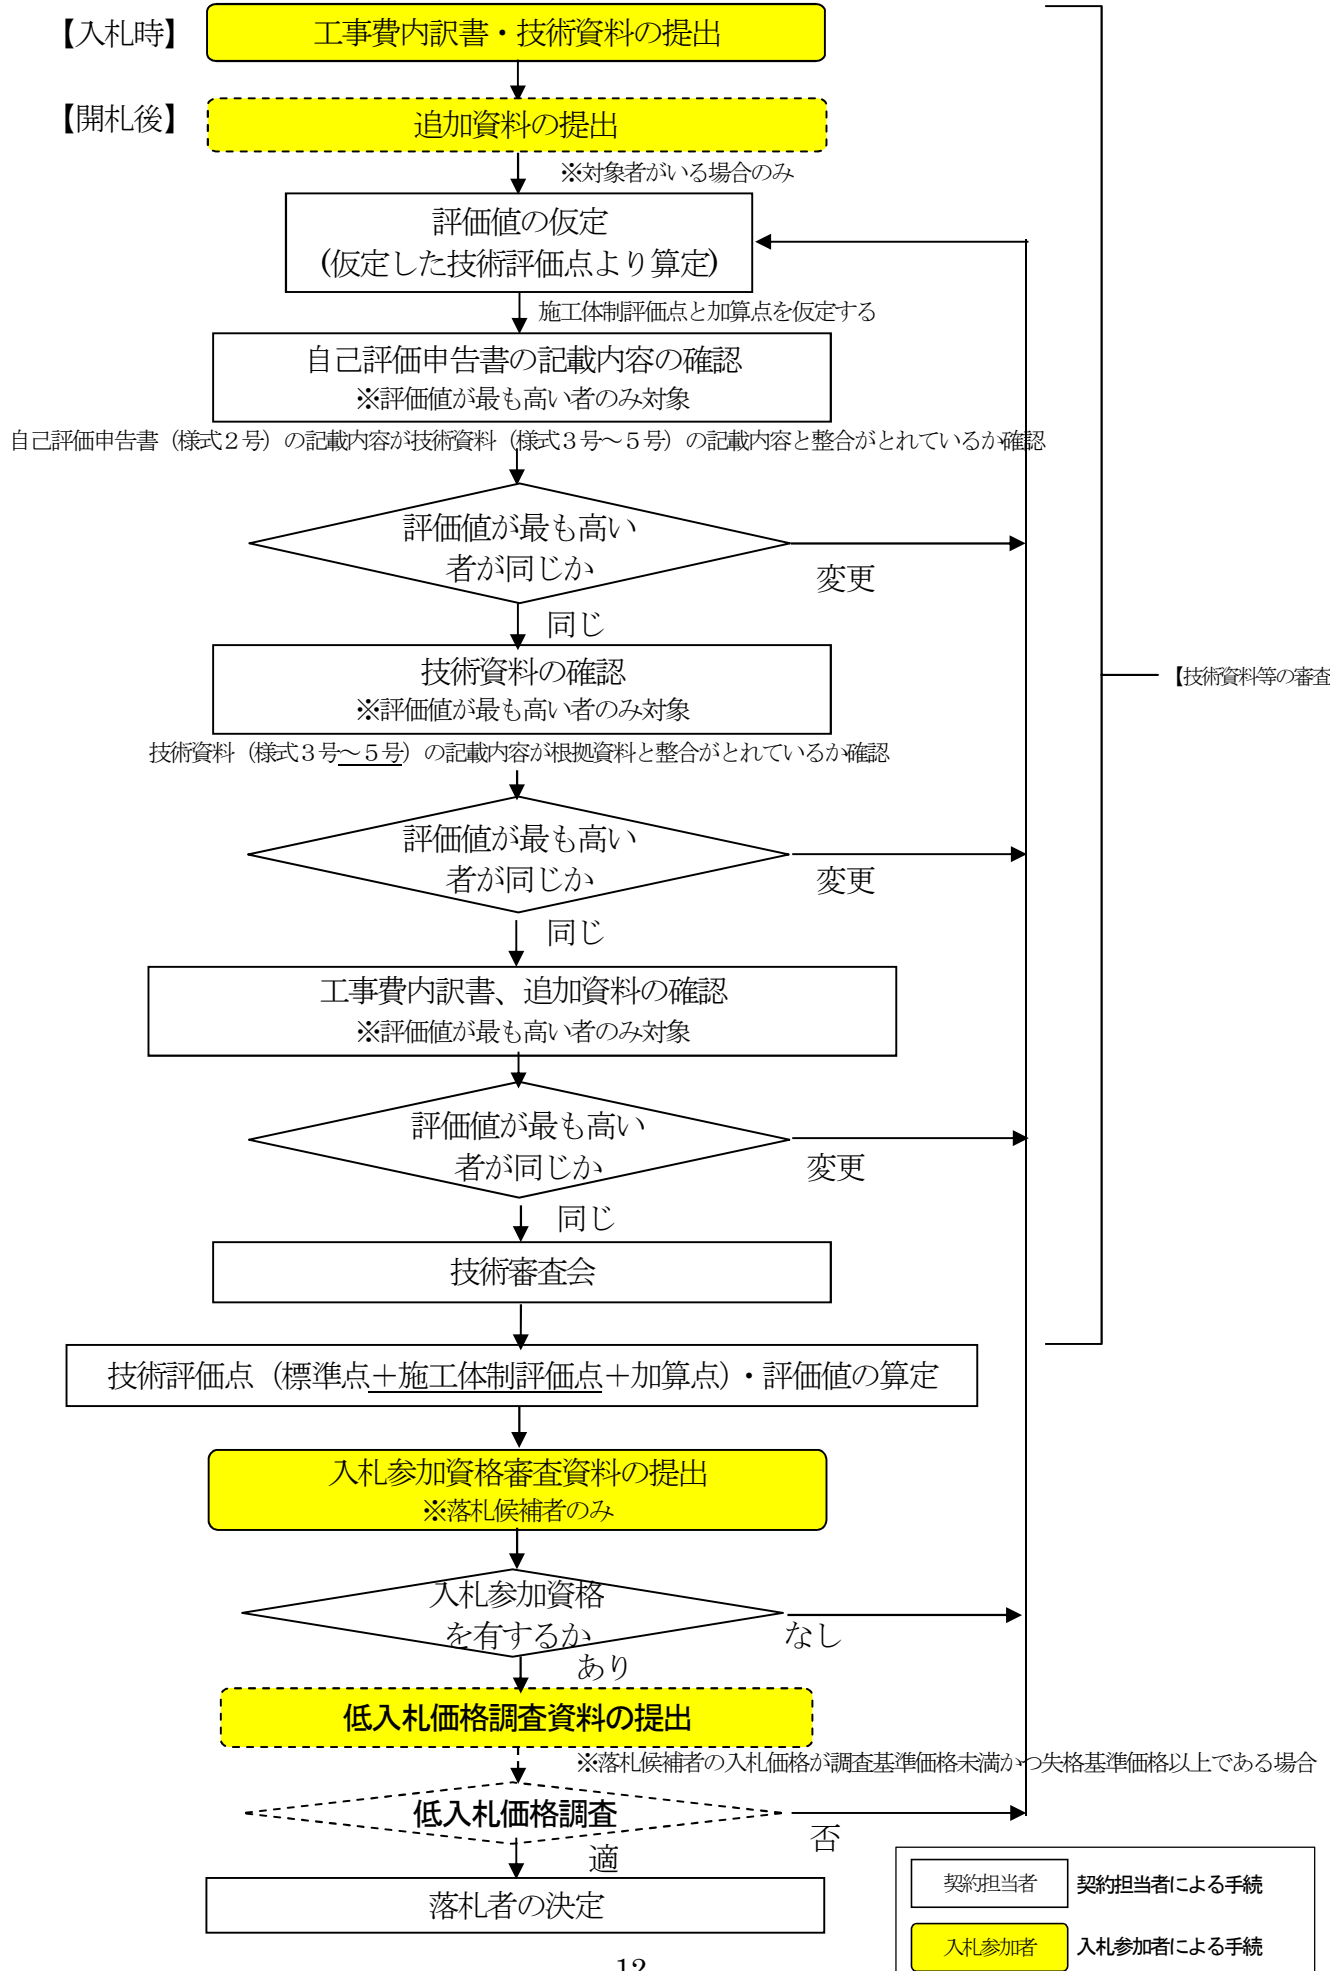 【入札時】
工事費内訳書・技術資料の提出
【開札後】
追加資料の提出
※対象者がいる場合のみ
評価値の仮定
(仮定した技術評価点より算定)
施工体制評価点と加算点を仮定する
自己評価申告書の記載内容の確認
※評価値が最も高い者のみ対象
自己評価申告書（様式２号）の記載内容が技術資料（様式３号～５号）の記載内容と整合がとれているか確認
評価値が最も高い
者が同じか
変更
同じ
技術資料の確認
※評価値が最も高い者のみ対象
【技術資料等の審査
技術資料（様式３号～５号）の記載内容が根拠資料と整合がとれているか確認
評価値が最も高い
者が同じか
変更
同じ
工事費内訳書、追加資料の確認
※評価値が最も高い者のみ対象
評価値が最も高い
者が同じか
変更
同じ
技術審査会
技術評価点（標準点＋施工体制評価点＋加算点）・評価値の算定
入札参加資格審査資料の提出
※落札候補者のみ
入札参加資格
を有するか
なし
あり
低入札価格調査資料の提出
※落札候補者の入札価格が調査基準価格未満かつ失格基準価格以上である場合
低入札価格調査
否
適
落札者の決定
契約担当者
契約担当者による手続
入札参加者
入札参加者による手続
12